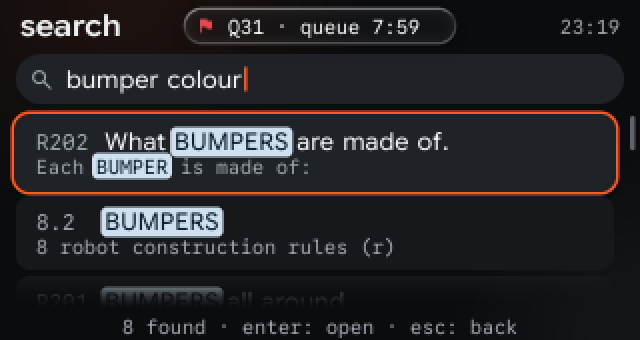 search
Q31 · queue 7:59
23:19
bumper colour
R202 What BUMPERS are made of.
Each BUMPER is made of:
8.2 BUMPERS
8 robot construction rules (r)
R201 BUMPERS all around
8 found · enter: open · esc: back